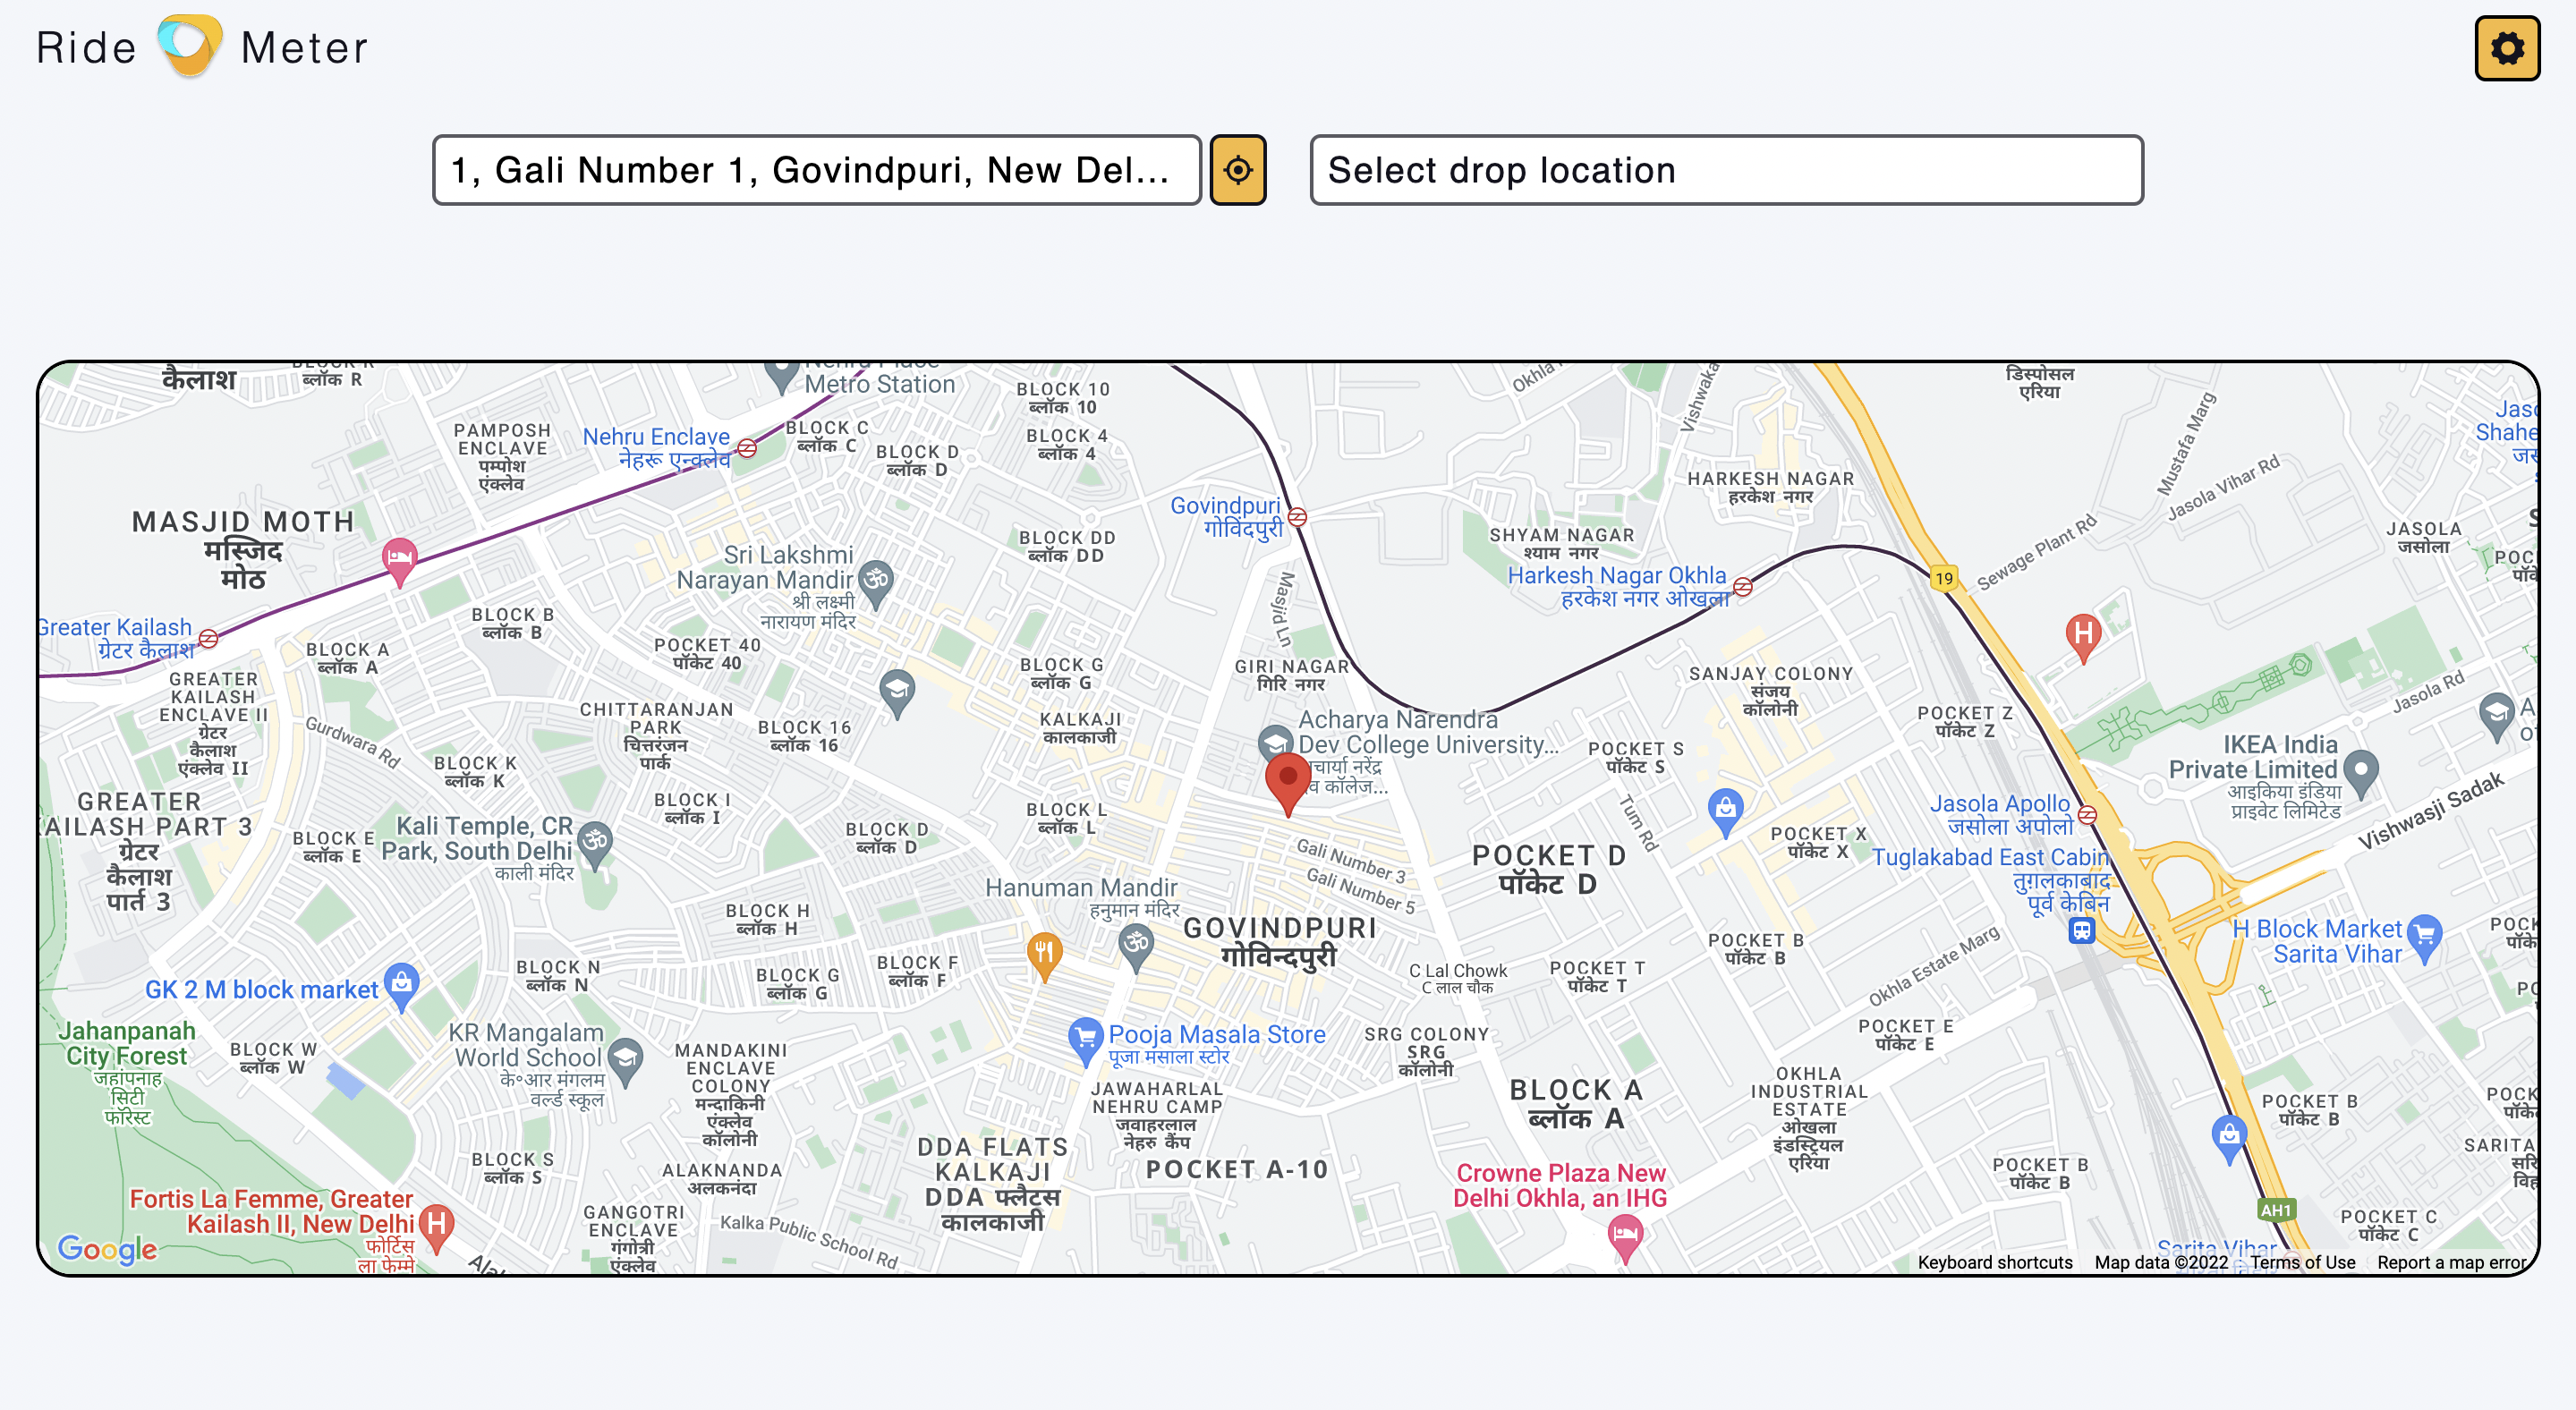 Ride Meter
1, Gali Number 1, Govindpuri, New Del...
Select drop location
कैलाश
ब्लॉक R
Metro Station
BLOCK 10
ब्लॉक 10
Okhla
Vishwaka
डिस्पोसल
एरिया
Mustafa Marg
Jasola Vihar Rd
PAMPOSH
ENCLAVE
पम्पोश
एंक्लेव
Nehru Enclave
नेहरू एन्क्लेव
BLOCK C
ब्लॉक C
BLOCK D
ब्लॉक D
BLOCK 4
ब्लॉक 4
HARKESH NAGAR
हरकेश नगर
MASJID MOTH
मस्जिद
मोठ
Govindpuri
गोविंदपुरी
BLOCK DD
ब्लॉक DD
SHYAM NAGAR
श्याम नगर
Harkesh Nagar Okhla
हरकेश नगर ओखला
19
Sewage Plant Rd
JASOLA
जसोला
Sri Lakshmi
Narayan Mandir
श्री लक्ष्मी
नारायण मंदिर
Masjid Ln
Greater Kailash
ग्रेटर कैलाश
BLOCK B
ब्लॉक B
BLOCK A
ब्लॉक A
POCKET 40
पॉकेट 40
BLOCK G
ब्लॉक G
GIRI NAGAR
गिरि नगर
SANJAY COLONY
संजय
कॉलोनी
H
Jasola Rd
GREATER
KAILASH
ENCLAVE II
ग्रेटर
कैलाश
एंक्लेव II
Gurdwara Rd
CHITTARANJAN
PARK
चित्तरंजन
पार्क
BLOCK 16
ब्लॉक 16
KALKAJI
कालकाजी
Acharya Narendra
Dev College University...
चार्या नरेंद्र
व कॉलेज...
POCKET S
पॉकेट S
POCKET Z
पॉकेट Z
IKEA India
Private Limited
आइकिया इंडिया
प्राइवेट लिमिटेड
Vishwasji Sadak
BLOCK K
ब्लॉक K
BLOCK I
ब्लॉक I
BLOCK L
ब्लॉक L
Tum Rd
POCKET X
पॉकेट X
Jasola Apollo
जसोला अपोलो
GREATER
KAILASH PART 3
ग्रेटर
कैलाश
पार्ट 3
BLOCK E
ब्लॉक E
Kali Temple, CR
Park, South Delhi
काली मंदिर
BLOCK D
ब्लॉक D
Gali Number 3
Gali Number 5
POCKET D
पॉकेट D
Tuglakabad East Cabin
तुग़लकाबाद
पूर्व केबिन
Hanuman Mandir
हनुमान मंदिर
GOVINDPURI
गोविन्दपुरी
BLOCK H
ब्लॉक H
BLOCK N
ब्लॉक N
BLOCK G
ब्लॉक G
BLOCK F
ब्लॉक F
C Lal Chowk
C लाल चौक
POCKET T
पॉकेट T
POCKET B
पॉकेट B
Okhla Estate Marg
H Block Market
Sarita Vihar
GK 2 M block market
Jahanpanah
City Forest
जहांपनाह
सिटी
फॉरेस्ट
BLOCK W
ब्लॉक W
KR Mangalam
World School
के॰आर मंगलम
वर्ल्ड स्कूल
MANDAKINI
ENCLAVE
COLONY
मन्दाकिनी
एंक्लेव
कॉलोनी
Pooja Masala Store
पूजा मसाला स्टोर
SRG COLONY
SRG
कॉलोनी
POCKET E
पॉकेट E
JAWAHARLAL
NEHRU CAMP
जवाहरलाल
नेहरु कैंप
BLOCK A
ब्लॉक A
OKHLA
INDUSTRIAL
ESTATE
ओखला
इंडस्ट्रियल
एरिया
POCKET B
पॉकेट B
BLOCK S
ब्लॉक S
ALAKNANDA
अलकनंदा
DDA FLATS
KALKAJI
DDA फ्लैटस
कालकाजी
POCKET A-10
POCKET B
पॉकेट B
SARITA
Crowne Plaza New
Delhi Okhla, an IHG
Fortis La Femme, Greater
Kailash II, New Delhi
फोर्टिस
ला फेम्मे
H
GANGOTRI
ENCLAVE
गंगोत्री
एंक्लेव
Kalka Public School Rd
AH1
POCKET C
पॉकेट C
Sarita Vihar
Google
Keyboard shortcuts
Map data ©2022
Terms of Use
Report a map error